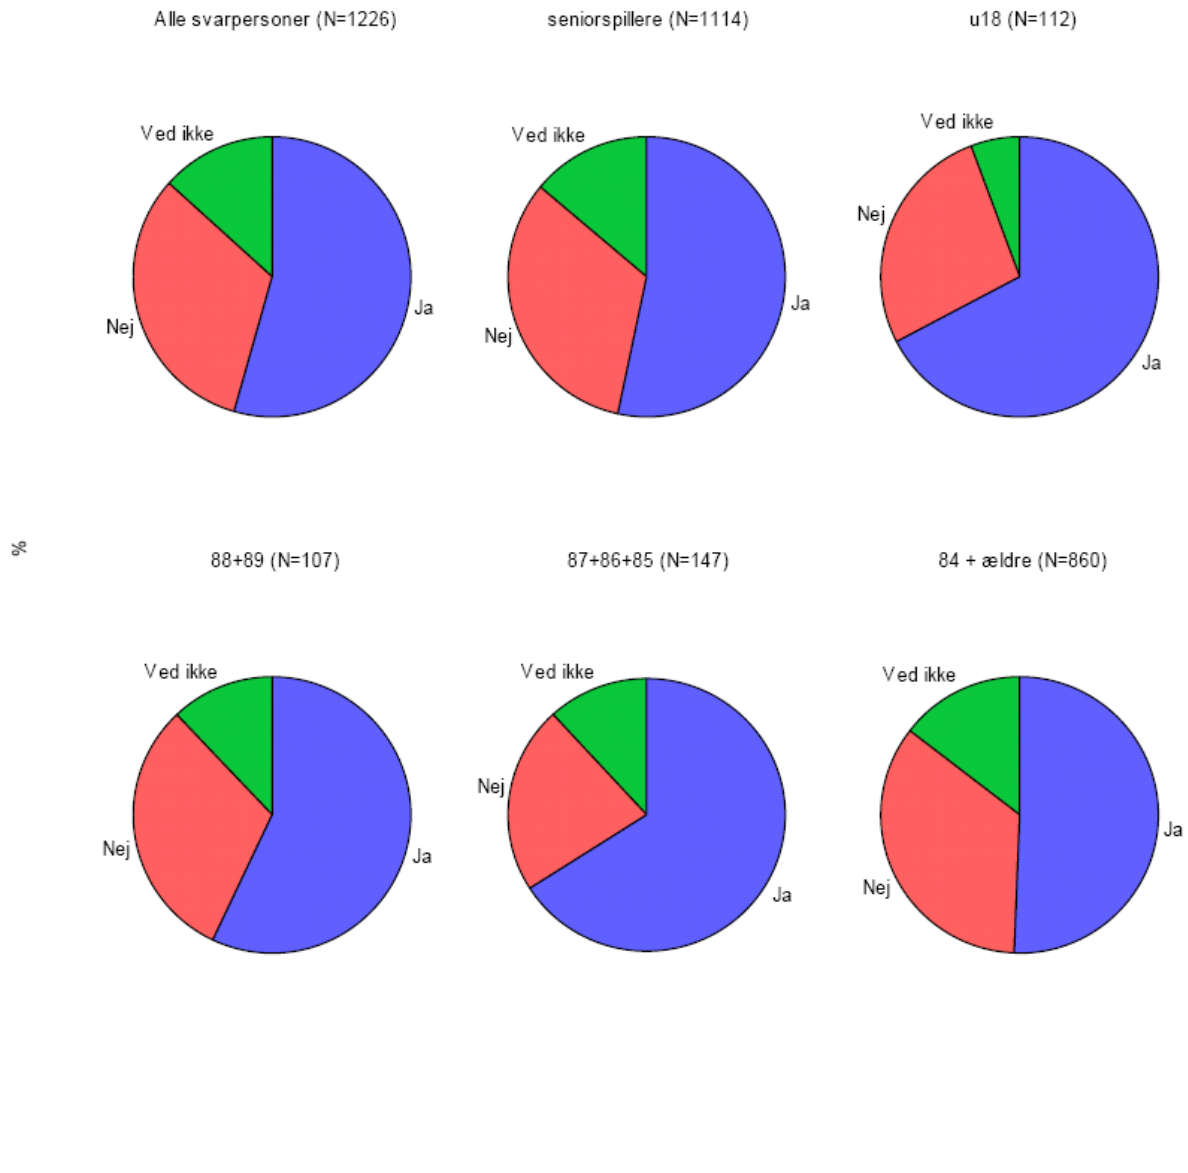 Alle svarpersoner (N=1226)
seniorspillere (N=1114)
u18 (N=112)
Ved ikke
Nej
Ja
Ved ikke
Nej
Ja
Ved ikke
Nej
Ja
%
88+89 (N=107)
87+86+85 (N=147)
84 + ældre (N=860)
Ved ikke
Nej
Ja
Ved ikke
Nej
Ja
Ved ikke
Nej
Ja